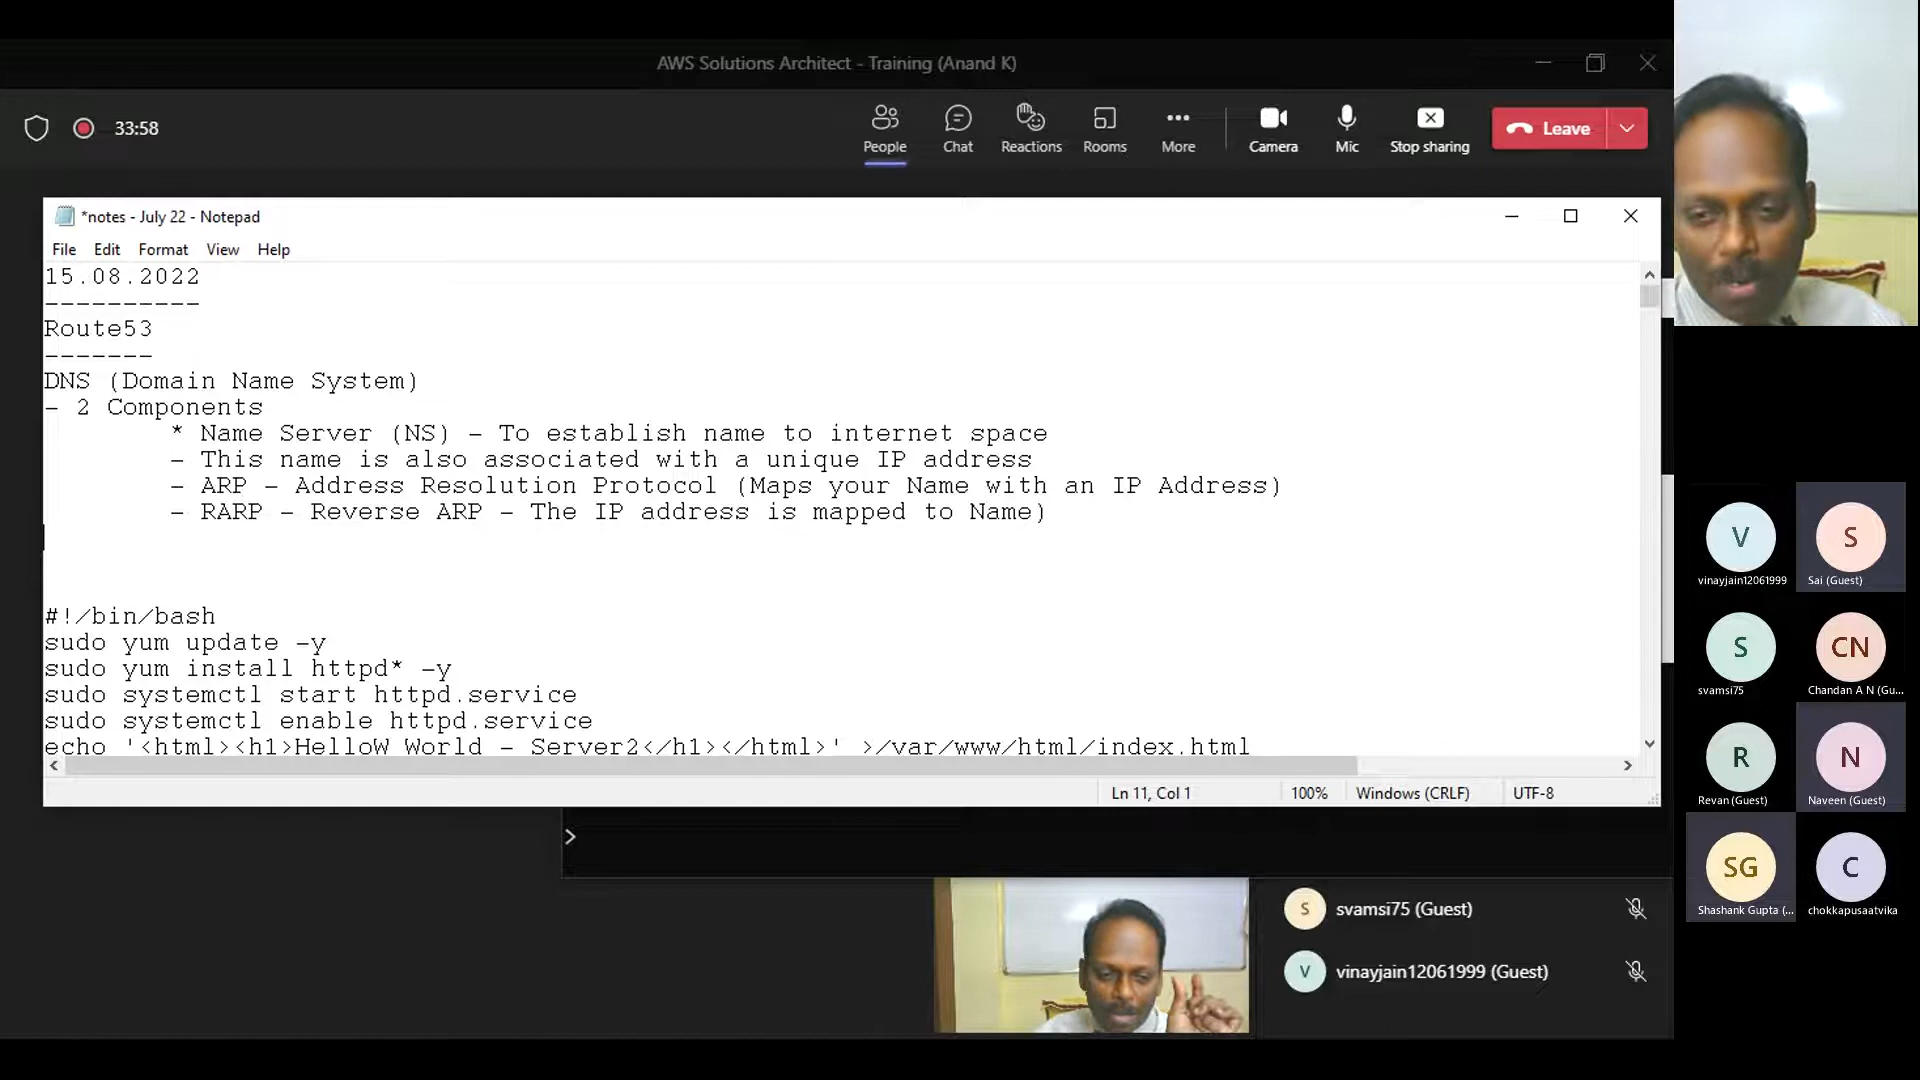 AWS Solutions Architect - Training (Anand K)
33:58
People
Chat
Reactions
Rooms
More
Camera
Mic
Stop sharing
Leave
*notes - July 22 - Notepad
File Edit Format View Help
15.08.2022
----------
Route53
-------
DNS (Domain Name System)
- 2 Components
* Name Server (NS) - To establish name to internet space
- This name is also associated with a unique IP address
- ARP - Address Resolution Protocol (Maps your Name with an IP Address)
- RARP - Reverse ARP - The IP address is mapped to Name)
#!/bin/bash
sudo yum update -y
sudo yum install httpd* -y
sudo systemctl start httpd.service
sudo systemctl enable httpd.service
echo '<html><h1>HelloW World - Server2</h1></html>' >/var/www/html/index.html
Ln 11, Col 1
100%
Windows (CRLF)
UTF-8
S
svamsi75 (Guest)
V
vinayjain12061999 (Guest)
V
vinayjain12061999
S
Sai (Guest)
S
svamsi75
CN
Chandan A N (Gu...
R
Revan (Guest)
N
Naveen (Guest)
SG
Shashank Gupta (...
C
chokkapusaatvika